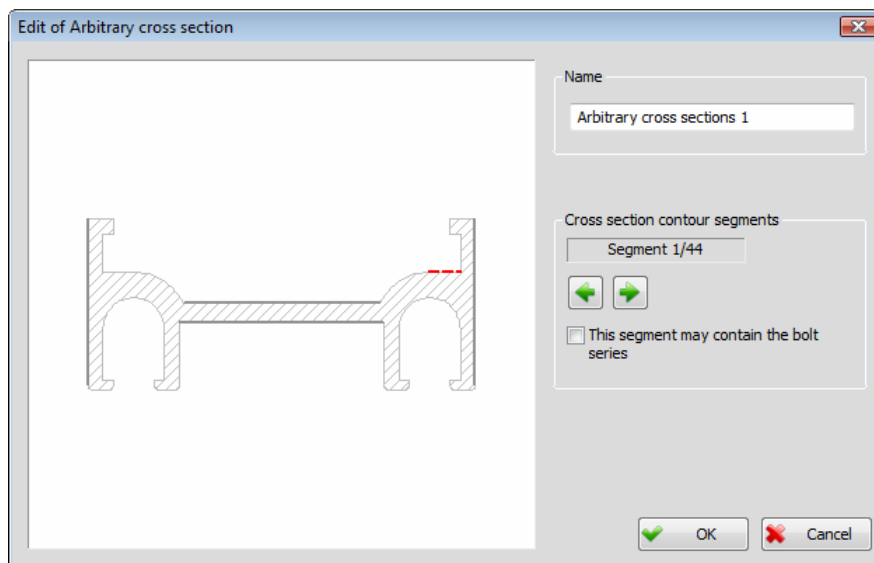 Edit of Arbitrary cross section
Name
Arbitrary cross sections 1
Cross section contour segments
Segment 1/44
This segment may contain the bolt
series
OK
Cancel